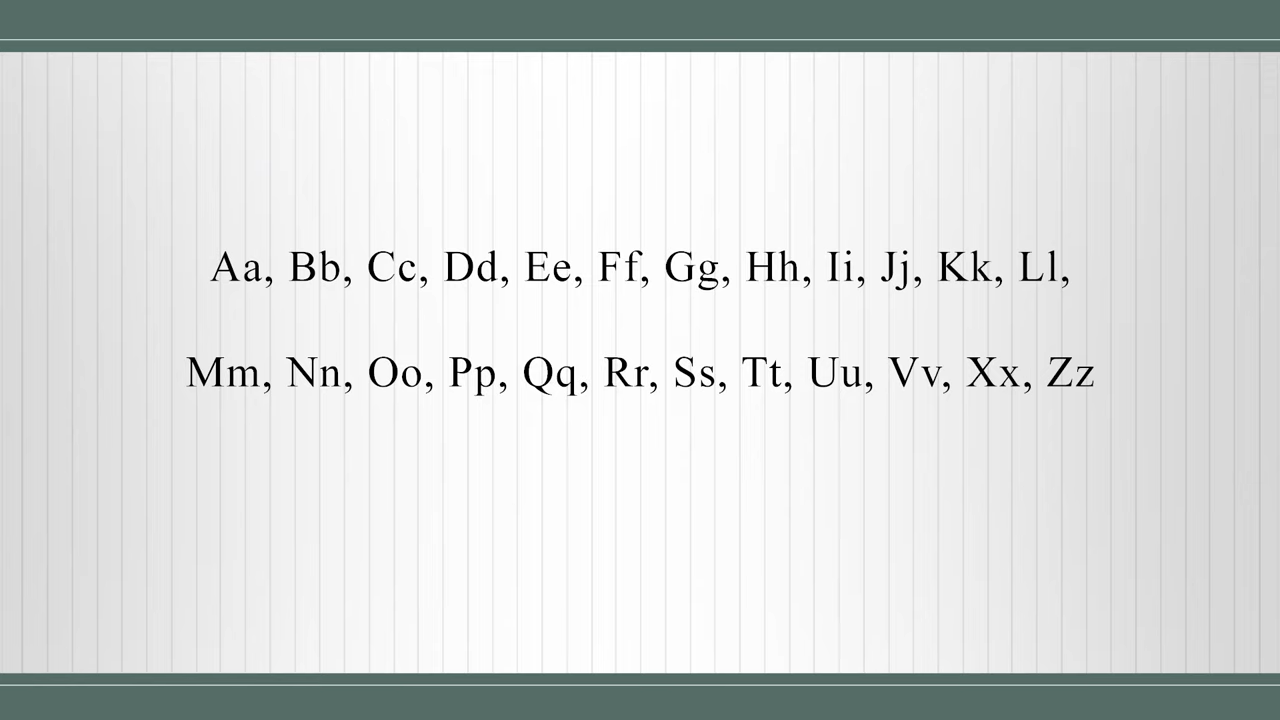 Aa, Bb, Cc, Dd, Ee, Ff, Gg, Hh, Ii, Jj, Kk, Ll,
Mm, Nn, Oo, Pp, Qq, Rr, Ss, Tt, Uu, Vv, Xx, Zz